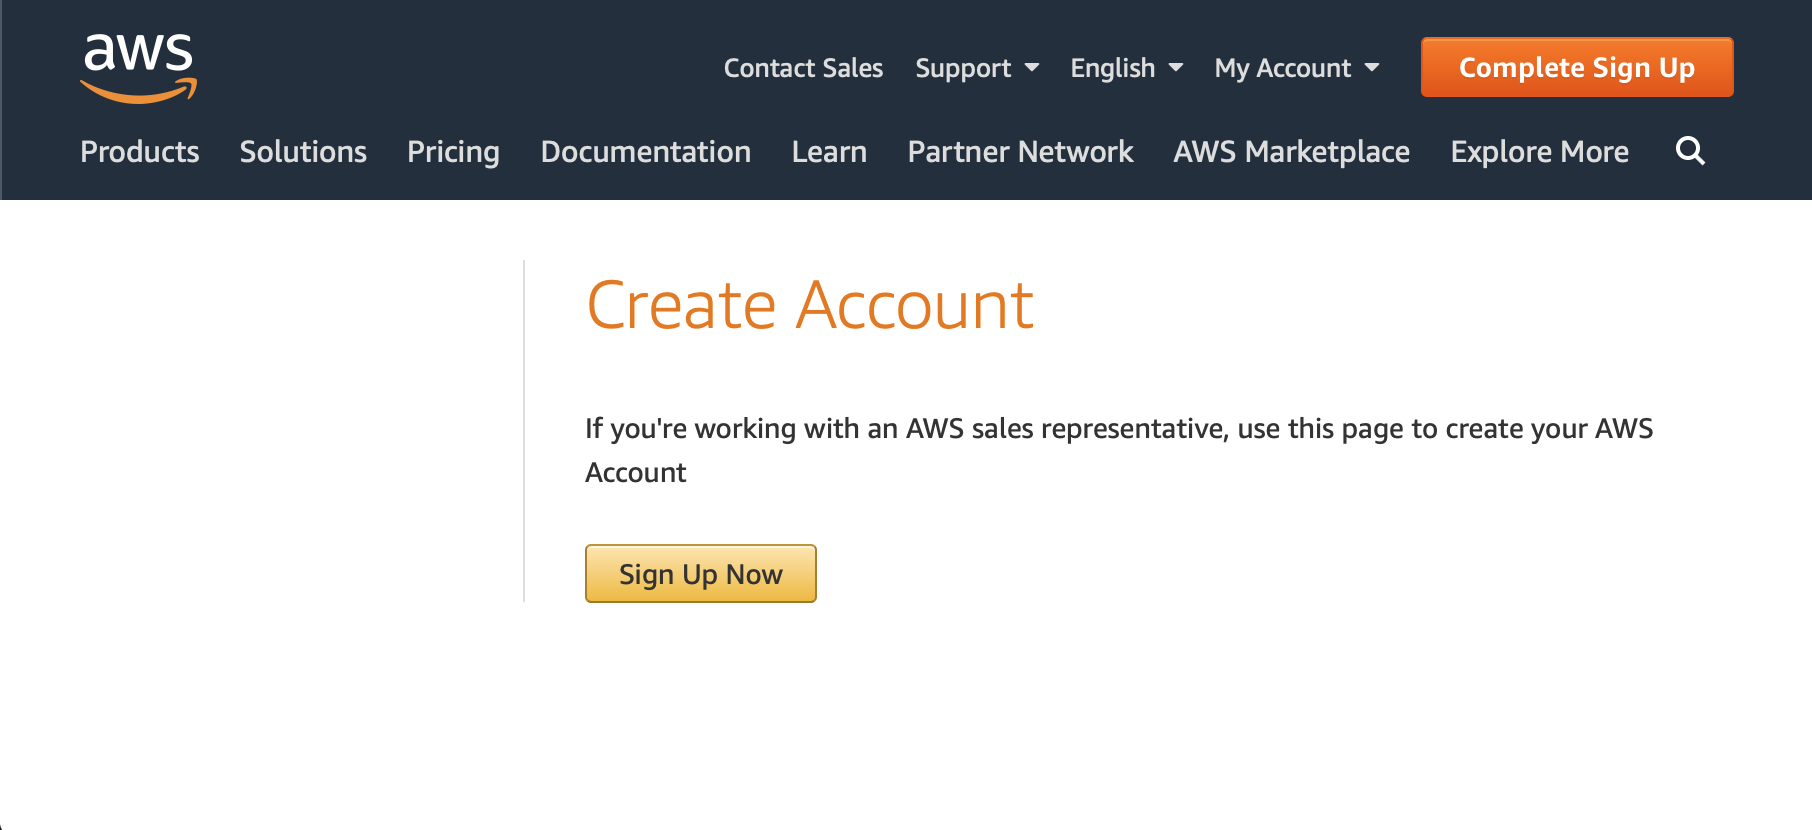 aws
Contact Sales Support English My Account Complete Sign Up
Products Solutions Pricing Documentation Learn Partner Network AWS Marketplace Explore More
Create Account
If you're working with an AWS sales representative, use this page to create your AWS
Account
Sign Up Now